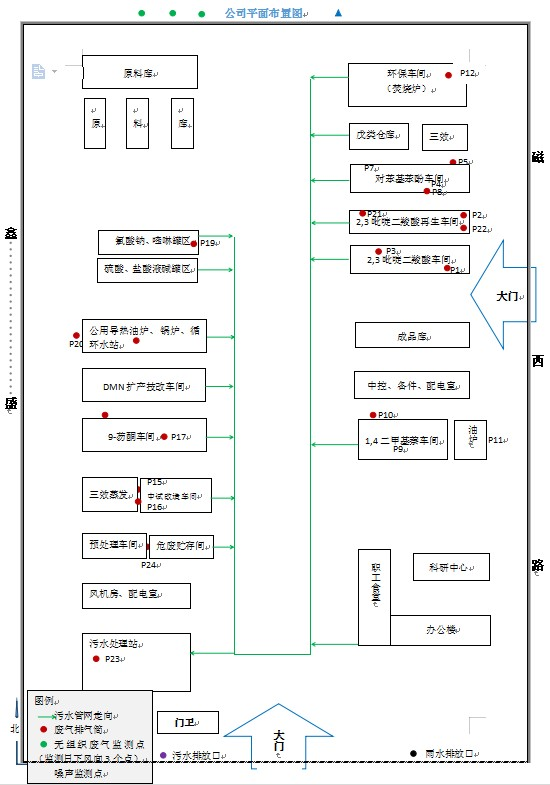 公司平面布置图
原料库
原
料
库
环保车间
（焚烧炉）
P12
戊类仓库
三效
P5
P7
对苯基苯酚车间
P4
P8
P21
P2
2,3吡啶二羧酸再生车间
P22
P3
2,3吡啶二羧酸车间
P1
磁
西
路
大门
鑫
盛
氰酸钠、喹啉罐区
P19
硫酸、盐酸液碱罐区
公用导热油炉、锅炉、循
环水站
P20
DMN扩产技改车间
9-芴酮车间
P17
成品库
中控、备件、配电室
P10
1,4二甲基萘车间
P9
油
炉
P11
三效蒸发
P15
中试改造车间
P16
预处理车间
危废贮存间
P24
风机房、配电室
职
工
食
堂
科研中心
办公楼
污水处理站
P23
北
图例
污水管网走向
废气排气筒
无组织废气监测点
（监测日下风向3个点）
噪声监测点
门卫
污水排放口
大
门
雨水排放口